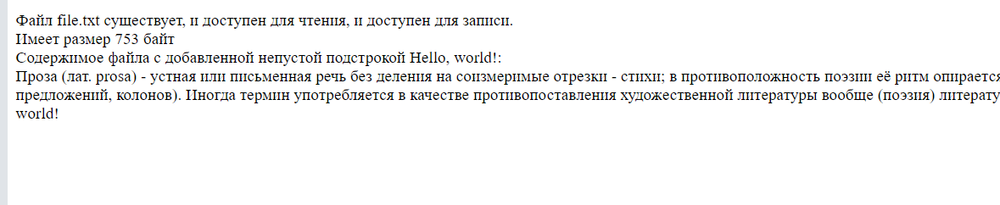 Файл file.txt существует, и доступен для чтения, и доступен для записи.
Имеет размер 753 байт
Содержимое файла с добавленной непустой подстрокой Hello, world!:
Проза (лат. prosa) - устная или письменная речь без деления на соизмеримые отрезки - стихи; в противоположность поэзии её ритм опирается
предложений, колонов). Иногда термин употребляется в качестве противопоставления художественной литературы вообще (поэзия) литерату
world!